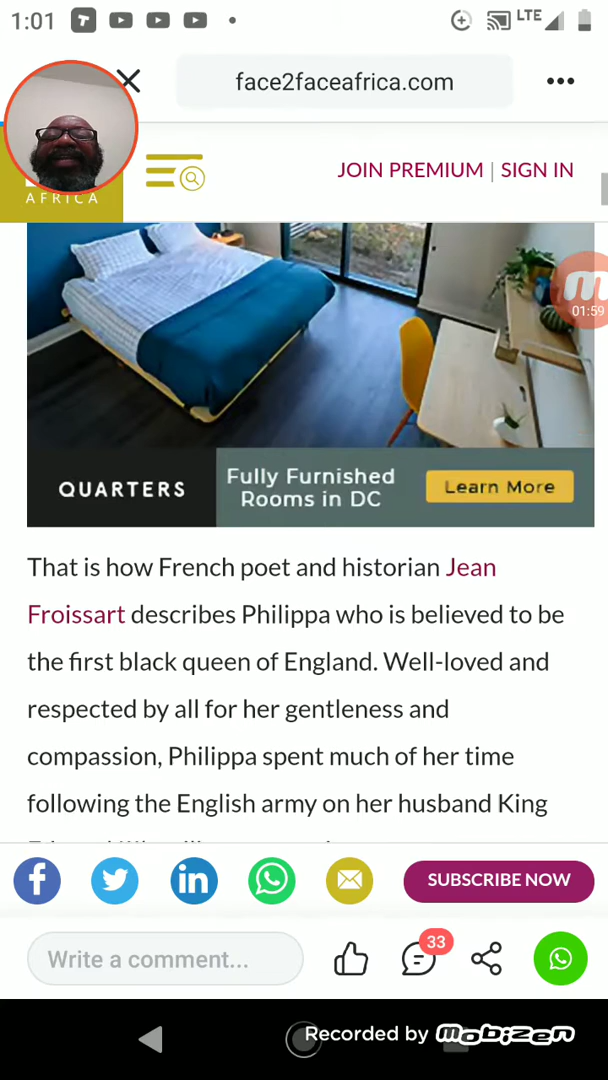 1:01
LTE
face2faceafrica.com
AFRICA
JOIN PREMIUM | SIGN IN
01:59
QUARTERS
Fully Furnished
Rooms in DC
Learn More
That is how French poet and historian Jean
Froissart describes Philippa who is believed to be
the first black queen of England. Well-loved and
respected by all for her gentleness and
compassion, Philippa spent much of her time
following the English army on her husband King
SUBSCRIBE NOW
Write a comment...
33
Recorded by mobizen